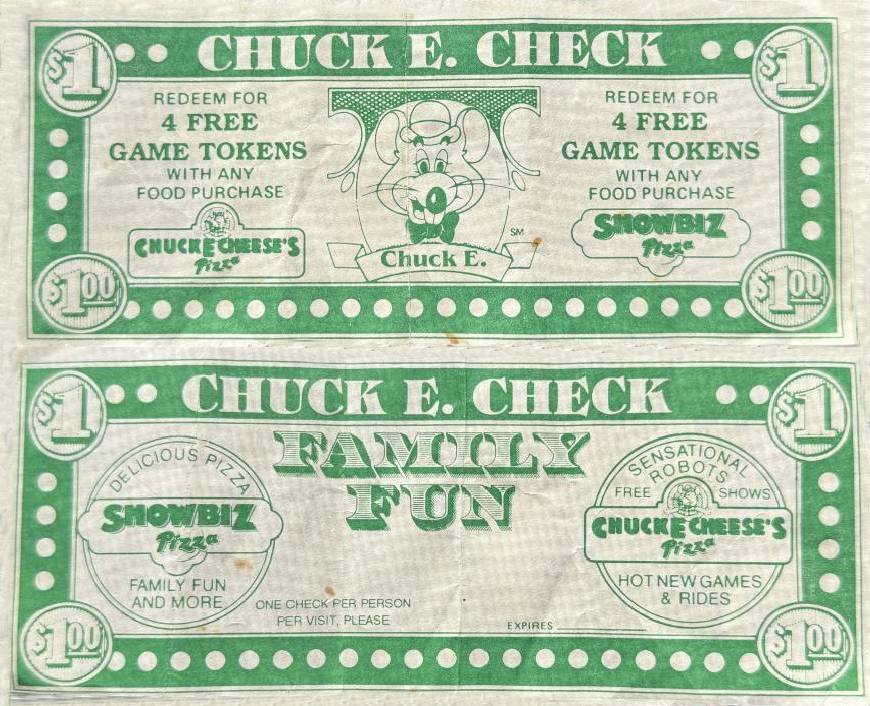 CHUCK E. CHECK
$1
$1
REDEEM FOR
4 FREE
GAME TOKENS
WITH ANY
FOOD PURCHASE
CHUCK E CHEESE'S
Pizza
SM
Chuck E.
REDEEM FOR
4 FREE
GAME TOKENS
WITH ANY
FOOD PURCHASE
SHOWBIZ
Pizza
$1.00
$1.00
CHUCK E. CHECK
$1
$1
FAMILY
FUN
DELICIOUS PIZZA
SHOWBIZ
Pizza
FAMILY FUN
AND MORE
ONE CHECK PER PERSON
PER VISIT, PLEASE
EXPIRES
SENSATIONAL
ROBOTS
FREE SHOWS
CHUCK E CHEESE'S
Pizza
HOT NEW GAMES
& RIDES
$1.00
$1.00